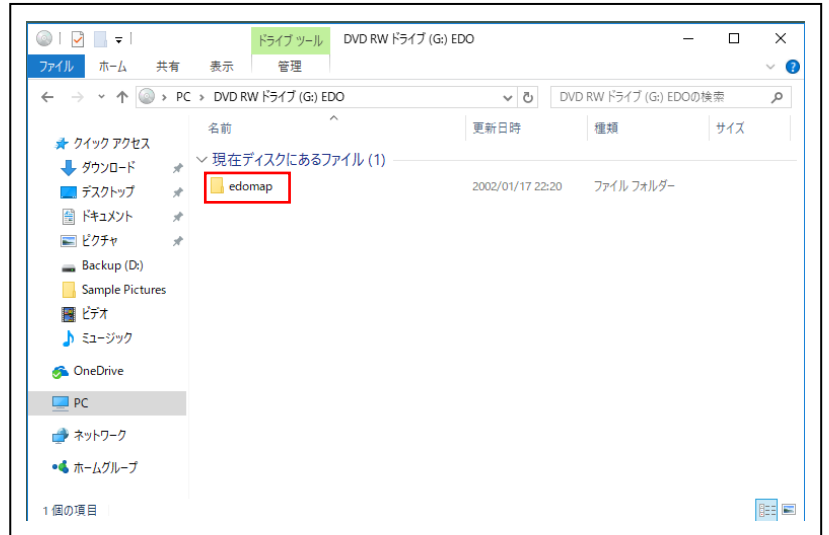 ドライブ ツール
DVD RW ドライブ (G:) EDO
ファイル ホーム 共有 表示 管理
PC › DVD RW ドライブ (G:) EDO
DVD RW ドライブ (G:) EDOの検索
名前 更新日時 種類 サイズ
クイック アクセス
現在ディスクにあるファイル (1)
ダウンロード
edomap 2002/01/17 22:20 ファイル フォルダー
デスクトップ
ドキュメント
ピクチャ
Backup (D:)
Sample Pictures
ビデオ
ミュージック
OneDrive
PC
ネットワーク
ホームグループ
1 個の項目